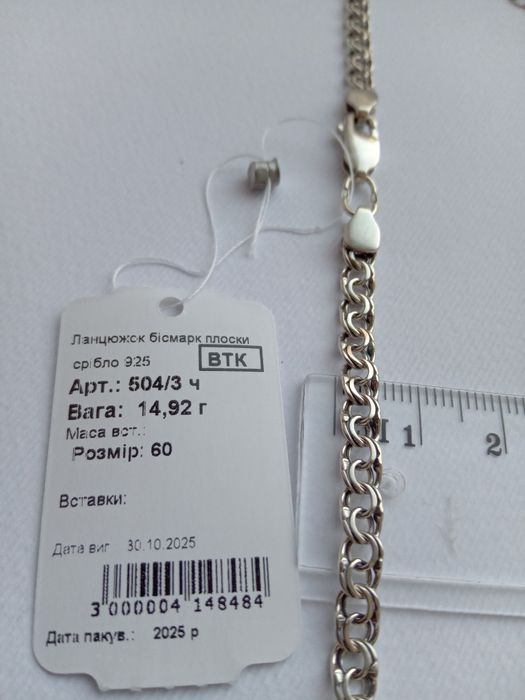 Ланцюжок бісмарк плоски
срібло 925 ВТК
Арт.: 504/3 ч
Вага: 14,92 г
Маса вст.:
Розмір: 60
Вставки:
Дата виг 30.10.2025
3 000004 148484
Дата пакув.: 2025 р
1 2